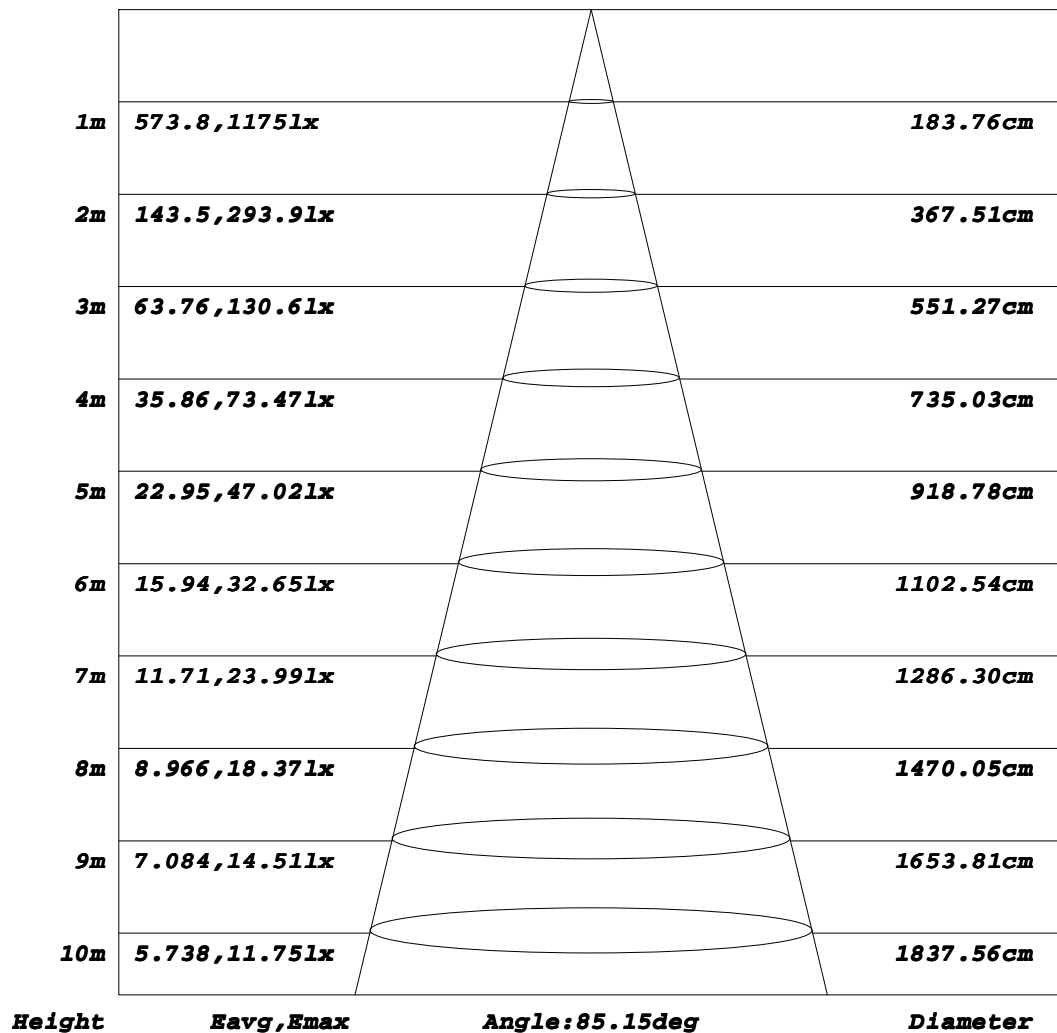 1m 573.8,1175lx 183.76cm
2m 143.5,293.9lx 367.51cm
3m 63.76,130.6lx 551.27cm
4m 35.86,73.47lx 735.03cm
5m 22.95,47.02lx 918.78cm
6m 15.94,32.65lx 1102.54cm
7m 11.71,23.99lx 1286.30cm
8m 8.966,18.37lx 1470.05cm
9m 7.084,14.51lx 1653.81cm
10m 5.738,11.75lx 1837.56cm
Height Eavg,Emax Angle:85.15deg Diameter